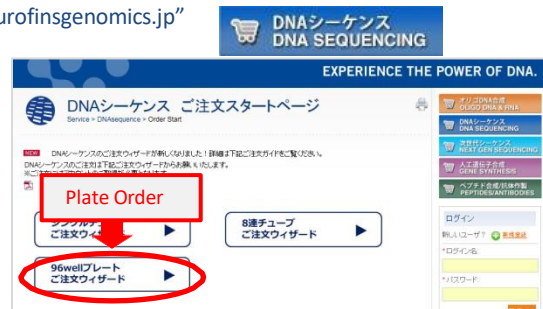 urofinsgenomics.jp”
DNAシーケンス
DNA SEQUENCING
EXPERIENCE THE POWER OF DNA.
DNAシーケンス ご注文スタートページ
Service > DNAsequence > Order Start
NEW DNAシーケンスのご注文ウィザードが新しくなりました！詳細は下記ご注文ガイドをご覧ください。
DNAシーケンスのご注文は下記ご注文ウィザードからお願いいたします。
Plate Order
ご注文ウィザード
8連チューブ
ご注文ウィザード
96wellプレート
ご注文ウィザード
オリゴDNA合成
OLIGO DNA & RNA
DNAシーケンス
DNA SEQUENCING
次世代シーケンス
NEXT GEN SEQUENCING
人工遺伝子合成
GENE SYNTHESIS
ペプチド合成/抗体作製
PEPTIDES/ANTIBODIES
ログイン
新しいユーザ？ 新規登録
*ログイン名:
*パスワード: